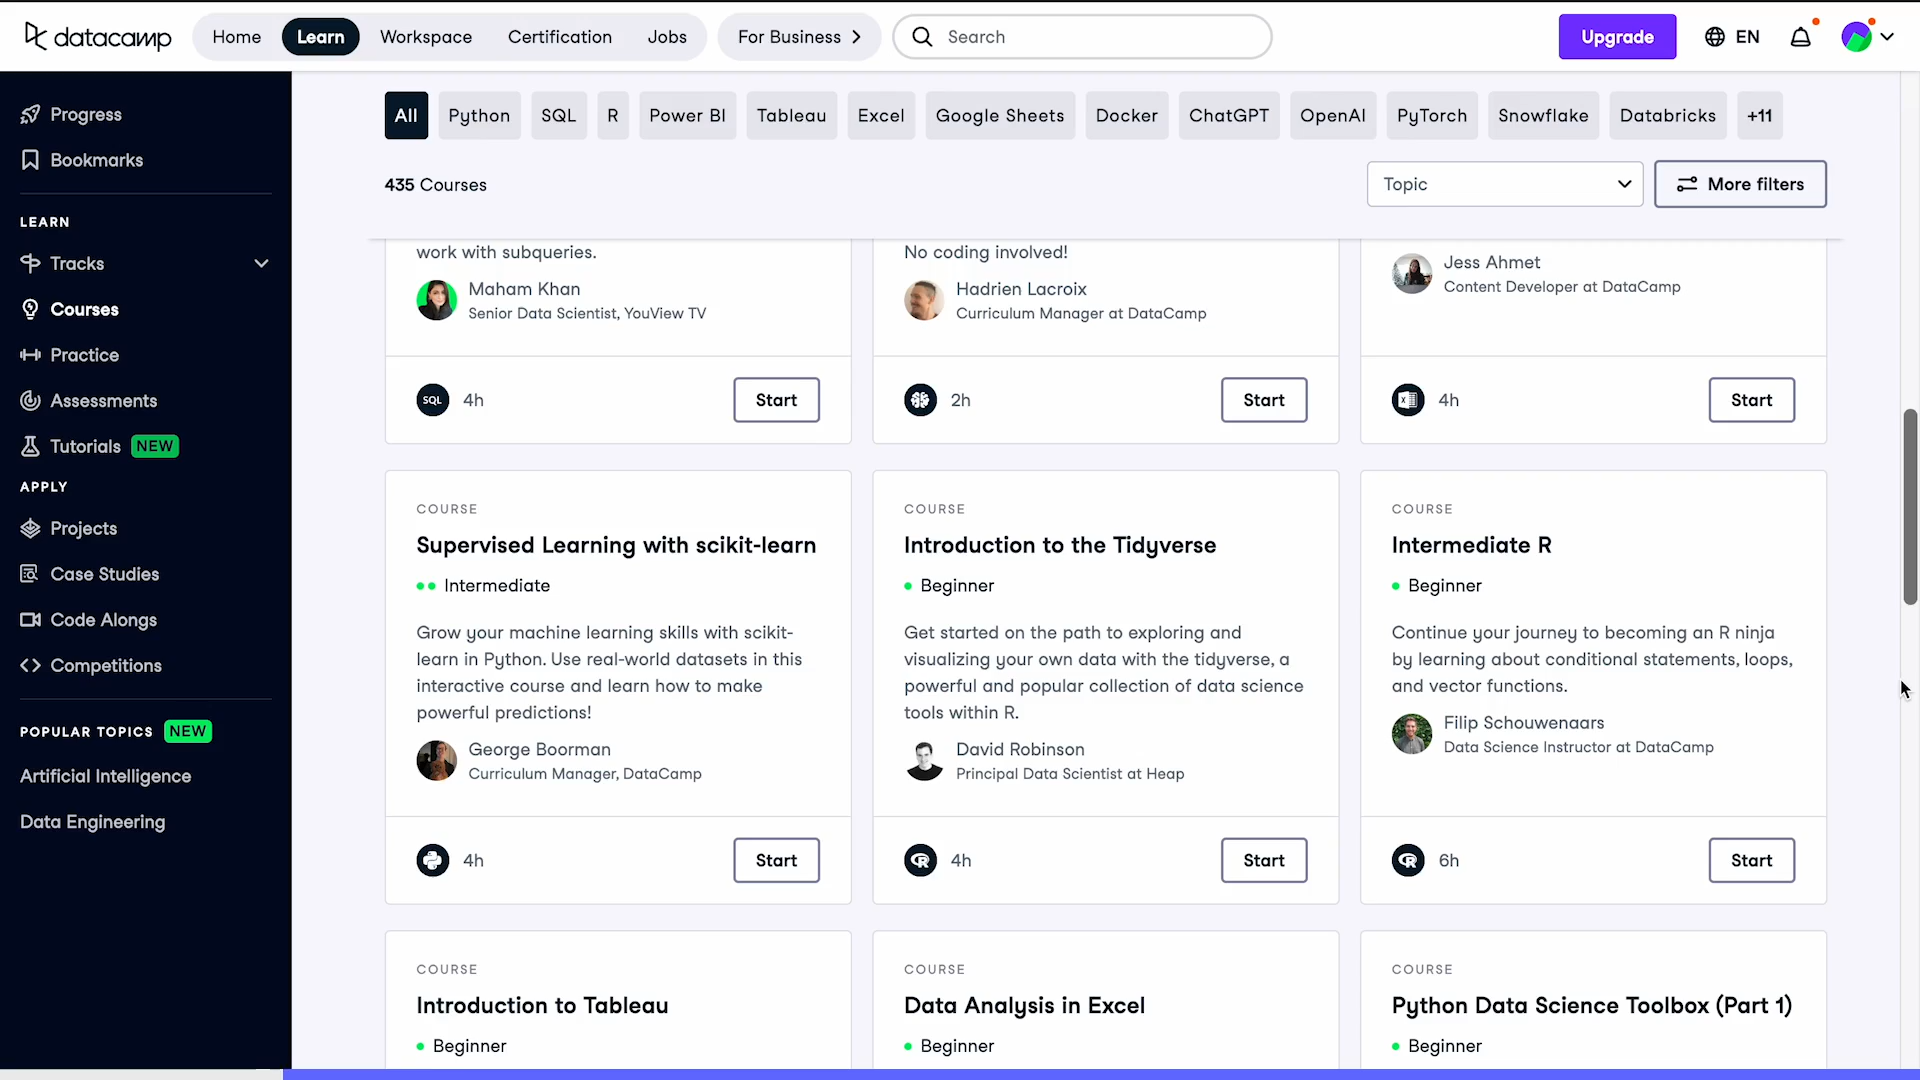 datacamp
Home
Learn
Workspace
Certification
Jobs
For Business
Search
Upgrade
EN
Progress
Bookmarks
LEARN
Tracks
Courses
Practice
Assessments
Tutorials NEW
APPLY
Projects
Case Studies
Code Alongs
Competitions
POPULAR TOPICS NEW
Artificial Intelligence
Data Engineering
All
Python
SQL
R
Power BI
Tableau
Excel
Google Sheets
Docker
ChatGPT
OpenAI
PyTorch
Snowflake
Databricks
+11
435 Courses
Topic
More filters
work with subqueries.
Maham Khan
Senior Data Scientist, YouView TV
SQL
4h
Start
No coding involved!
Hadrien Lacroix
Curriculum Manager at DataCamp
2h
Start
Jess Ahmet
Content Developer at DataCamp
4h
Start
COURSE
Supervised Learning with scikit-learn
Intermediate
Grow your machine learning skills with scikit-
learn in Python. Use real-world datasets in this
interactive course and learn how to make
powerful predictions!
George Boorman
Curriculum Manager, DataCamp
4h
Start
COURSE
Introduction to the Tidyverse
Beginner
Get started on the path to exploring and
visualizing your own data with the tidyverse, a
powerful and popular collection of data science
tools within R.
David Robinson
Principal Data Scientist at Heap
4h
Start
COURSE
Intermediate R
Beginner
Continue your journey to becoming an R ninja
by learning about conditional statements, loops,
and vector functions.
Filip Schouwenaars
Data Science Instructor at DataCamp
6h
Start
COURSE
Introduction to Tableau
Beginner
COURSE
Data Analysis in Excel
Beginner
COURSE
Python Data Science Toolbox (Part 1)
Beginner